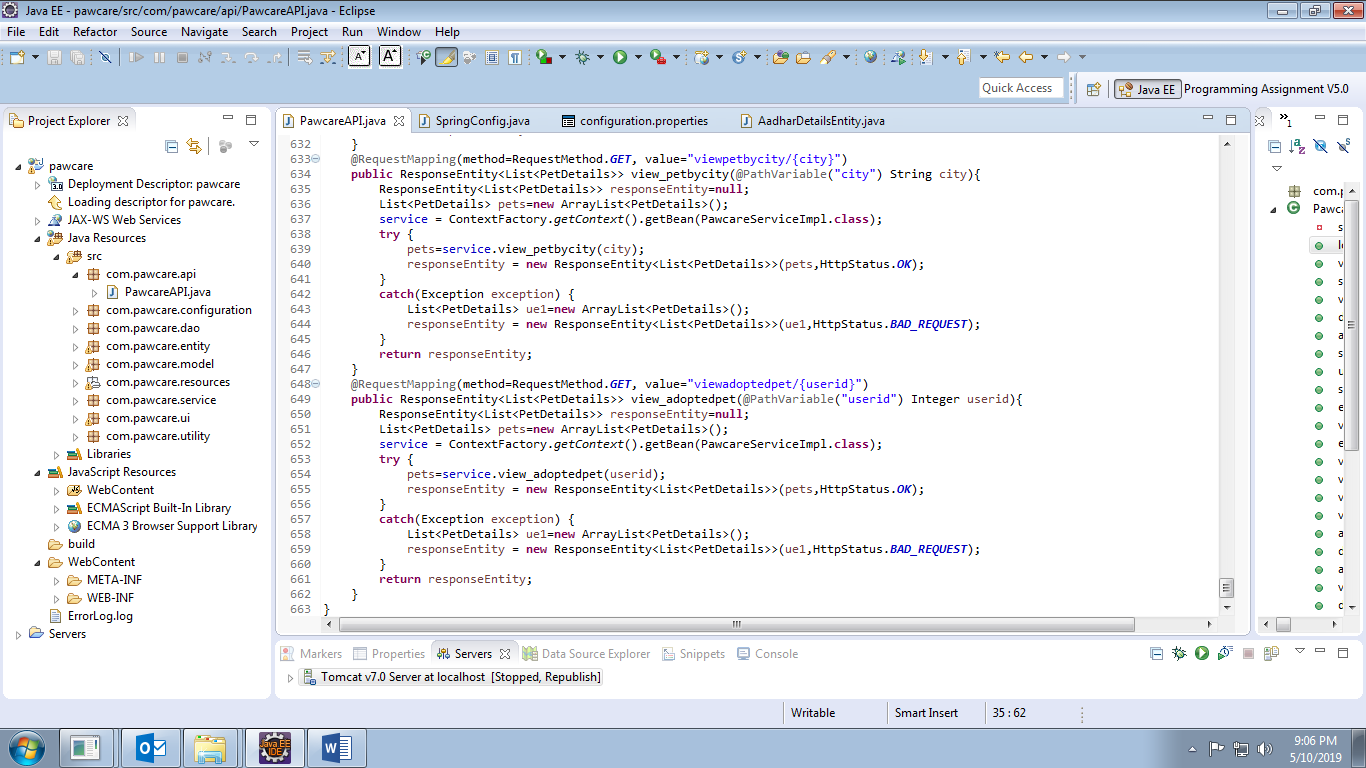 Java EE - pawcare/src/com/pawcare/api/PawcareAPI.java - Eclipse
File Edit Refactor Source Navigate Search Project Run Window Help
Quick Access
Java EE
Programming Assignment V5.0
Project Explorer
pawcare
Deployment Descriptor: pawcare
Loading descriptor for pawcare.
JAX-WS Web Services
Java Resources
src
com.pawcare.api
PawcareAPI.java
com.pawcare.configuration
com.pawcare.dao
com.pawcare.entity
com.pawcare.model
com.pawcare.resources
com.pawcare.service
com.pawcare.ui
com.pawcare.utility
Libraries
JavaScript Resources
WebContent
ECMAScript Built-In Library
ECMA 3 Browser Support Library
build
WebContent
META-INF
WEB-INF
ErrorLog.log
Servers
PawcareAPI.java SpringConfig.java configuration.properties AadharDetailsEntity.java
632 }
633 @RequestMapping(method=RequestMethod.GET, value="viewpetbycity/{city}")
634 public ResponseEntity<List<PetDetails>> view_petbycity(@PathVariable("city") String city){
635 ResponseEntity<List<PetDetails>> responseEntity=null;
636 List<PetDetails> pets=new ArrayList<PetDetails>();
637 service = ContextFactory.getContext().getBean(PawcareServiceImpl.class);
638 try {
639 pets=service.view_petbycity(city);
640 responseEntity = new ResponseEntity<List<PetDetails>>(pets,HttpStatus.OK);
641 }
642 catch(Exception exception) {
643 List<PetDetails> ue1=new ArrayList<PetDetails>();
644 responseEntity = new ResponseEntity<List<PetDetails>>(ue1,HttpStatus.BAD_REQUEST);
645 }
646 return responseEntity;
647 }
648 @RequestMapping(method=RequestMethod.GET, value="viewadoptedpet/{userid}")
649 public ResponseEntity<List<PetDetails>> view_adoptedpet(@PathVariable("userid") Integer userid){
650 ResponseEntity<List<PetDetails>> responseEntity=null;
651 List<PetDetails> pets=new ArrayList<PetDetails>();
652 service = ContextFactory.getContext().getBean(PawcareServiceImpl.class);
653 try {
654 pets=service.view_adoptedpet(userid);
655 responseEntity = new ResponseEntity<List<PetDetails>>(pets,HttpStatus.OK);
656 }
657 catch(Exception exception) {
658 List<PetDetails> ue1=new ArrayList<PetDetails>();
659 responseEntity = new ResponseEntity<List<PetDetails>>(ue1,HttpStatus.BAD_REQUEST);
660 }
661 return responseEntity;
662 }
663 }
Markers Properties Servers Data Source Explorer Snippets Console
Tomcat v7.0 Server at localhost [Stopped, Republish]
Writable Smart Insert 35 : 62
9:06 PM
5/10/2019